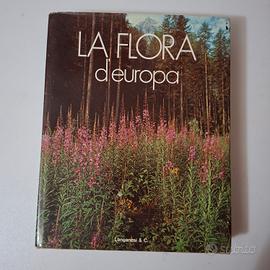 LA FLORA
d'europa
Longanesi & C.
subito